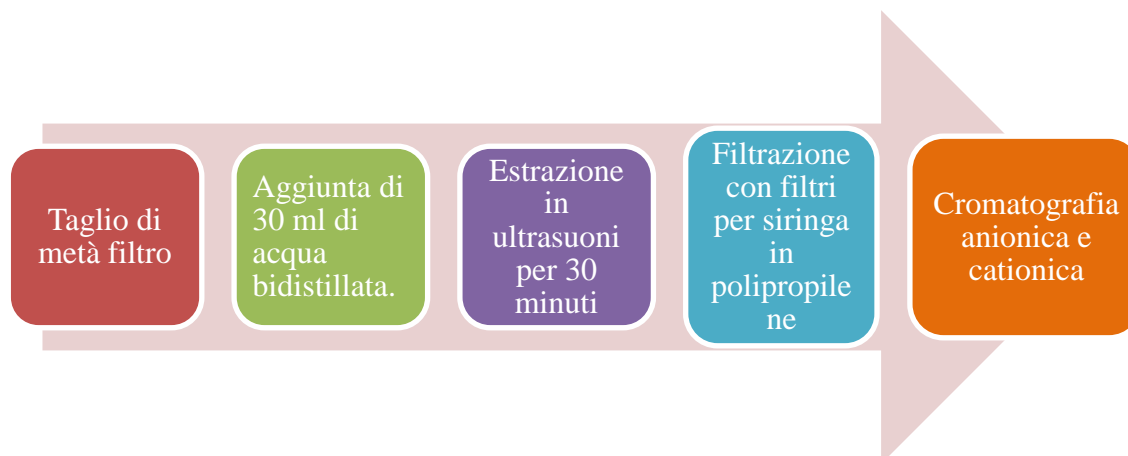 Taglio di
metà filtro
Aggiunta di
30 ml di
acqua
bidistillata.
Estrazione
in
ultrasuoni
per 30
minuti
Filtrazione
con filtri
per siringa
in
polipropile
ne
Cromatografia
anionica e
cationica